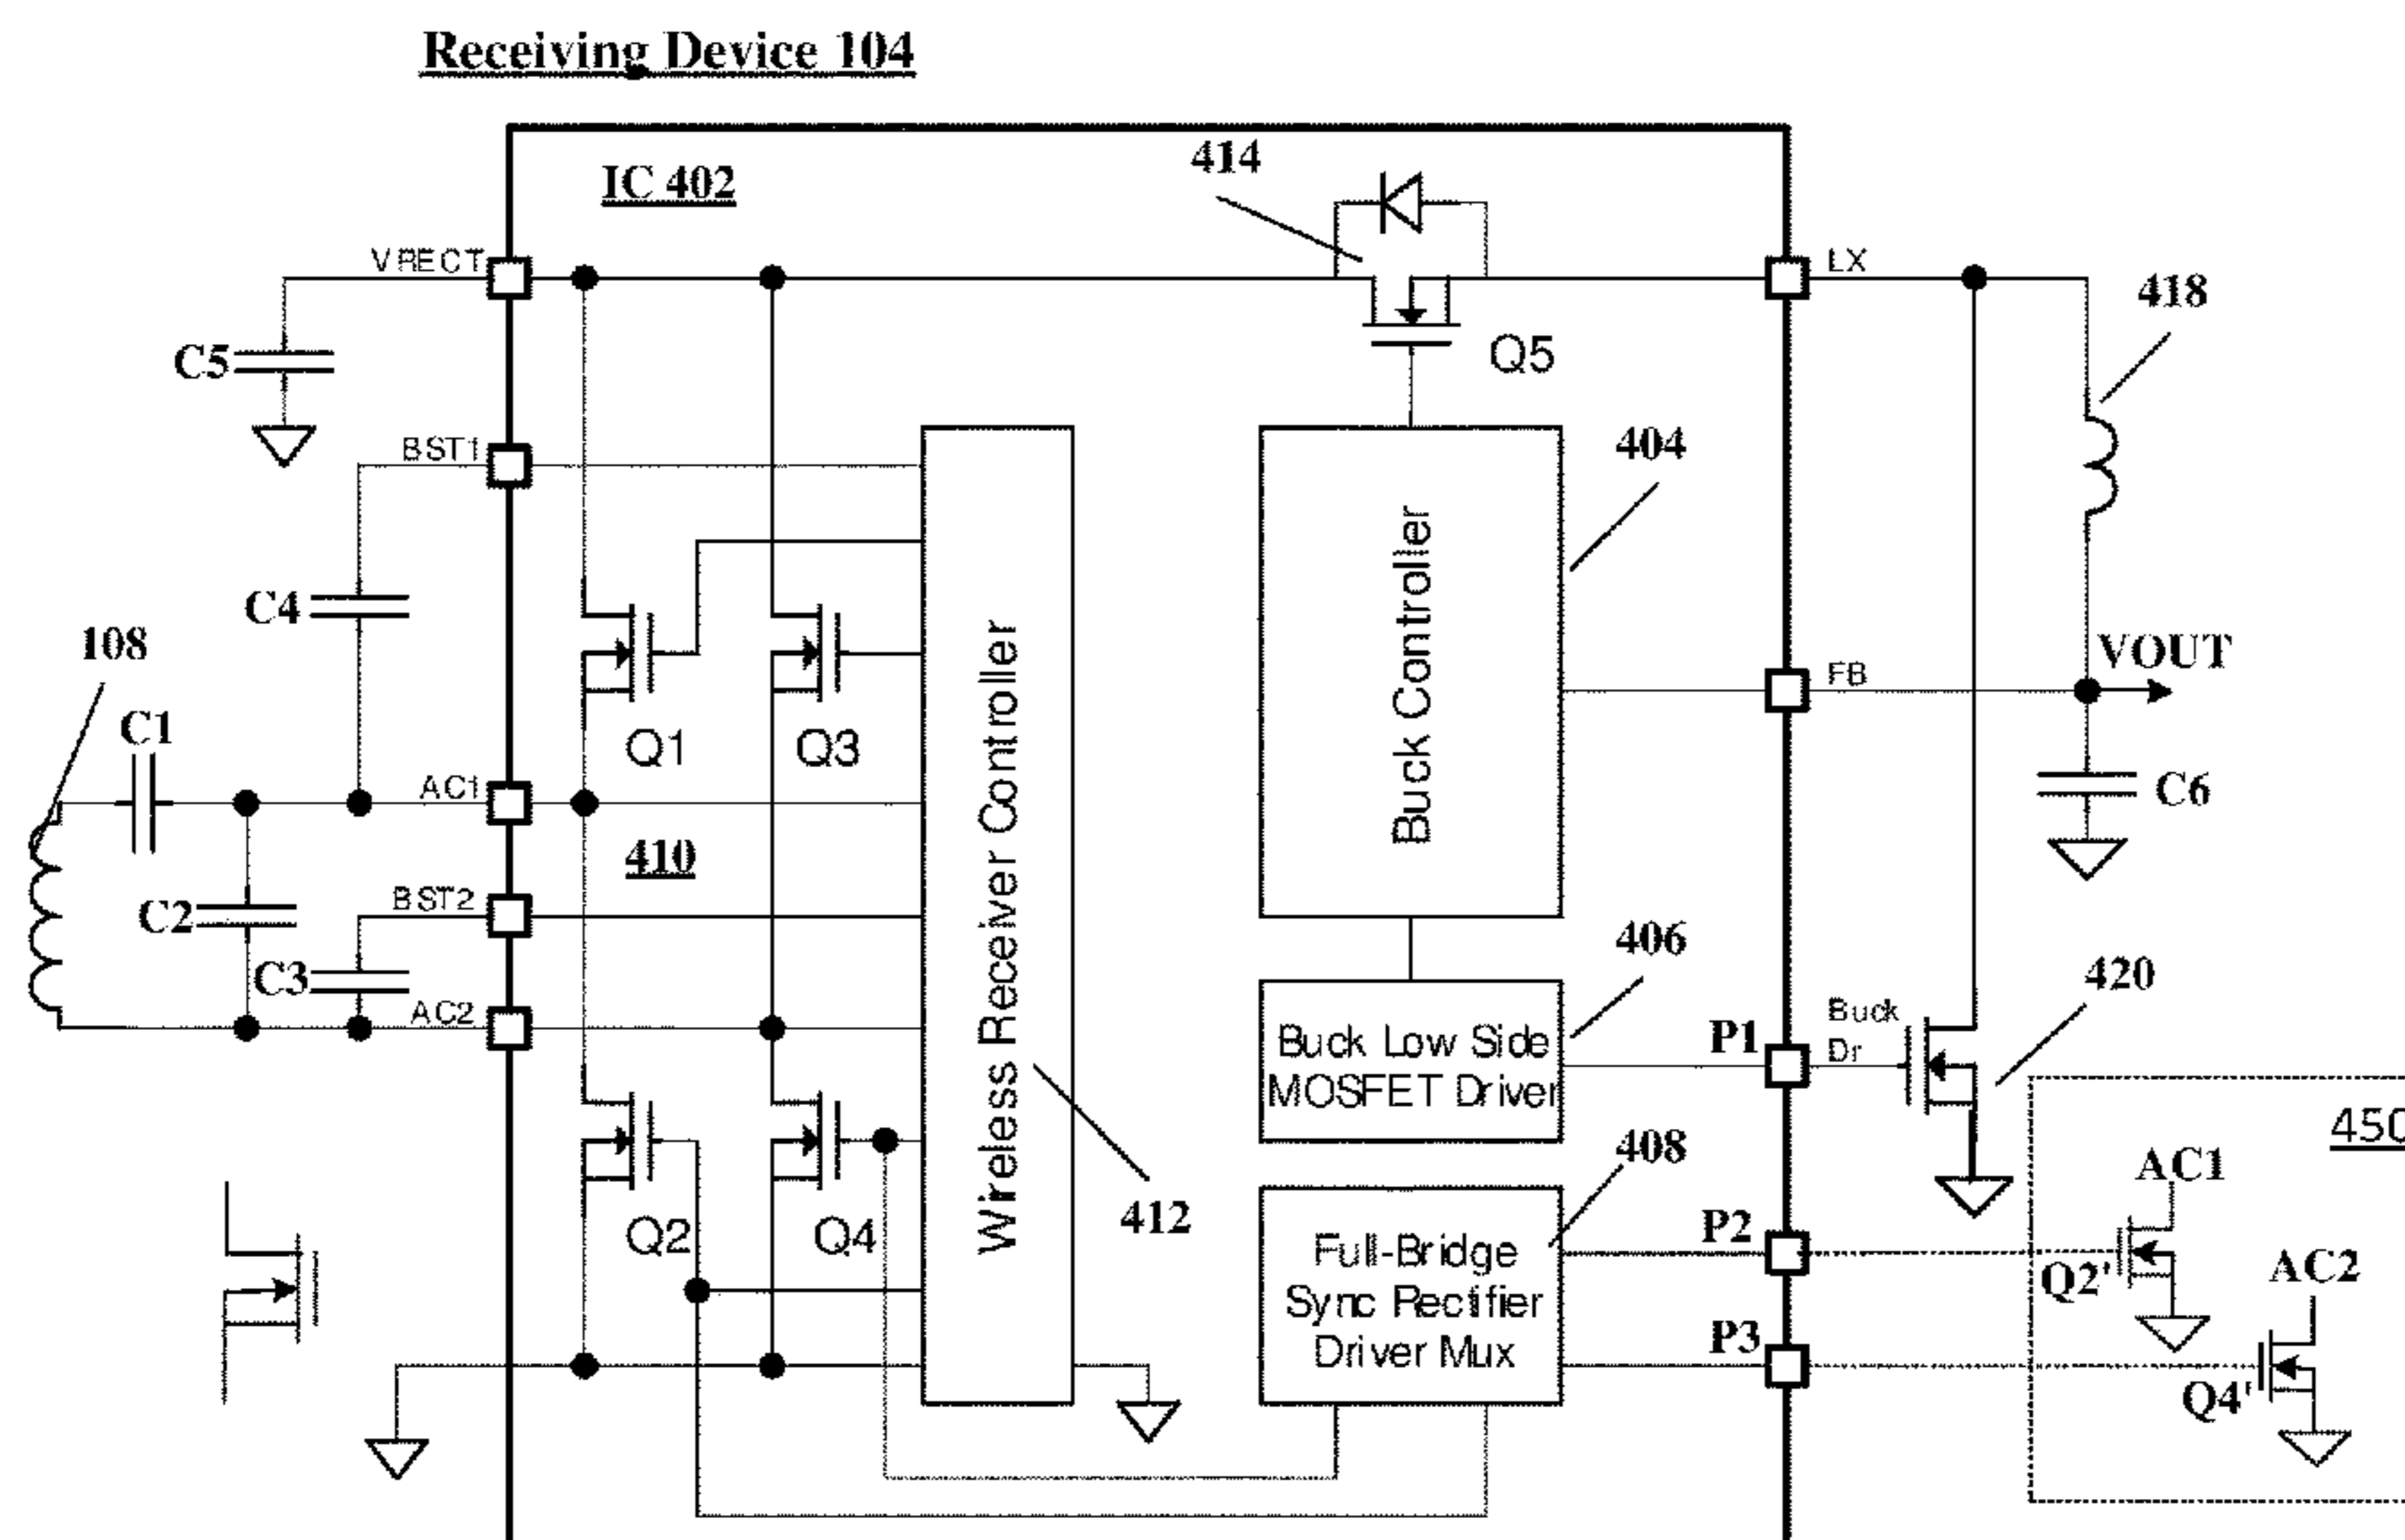 Receiving Device 104
IC 402
414
VRECT
LX
418
C5
Q5
BST1
404
C4
108
Wireless Receiver Controller
Buck Controller
FB
VOUT
C1
Q1
Q3
AC1
C6
410
C2
BST2
406
C3
AC2
420
Buck Low Side
MOSFET Driver
P1
Buck
Dr
450
408
AC1
412
Q2
Q4
Full-Bridge
Sync Rectifier
Driver Mux
P2
Q2'
AC2
P3
Q4'